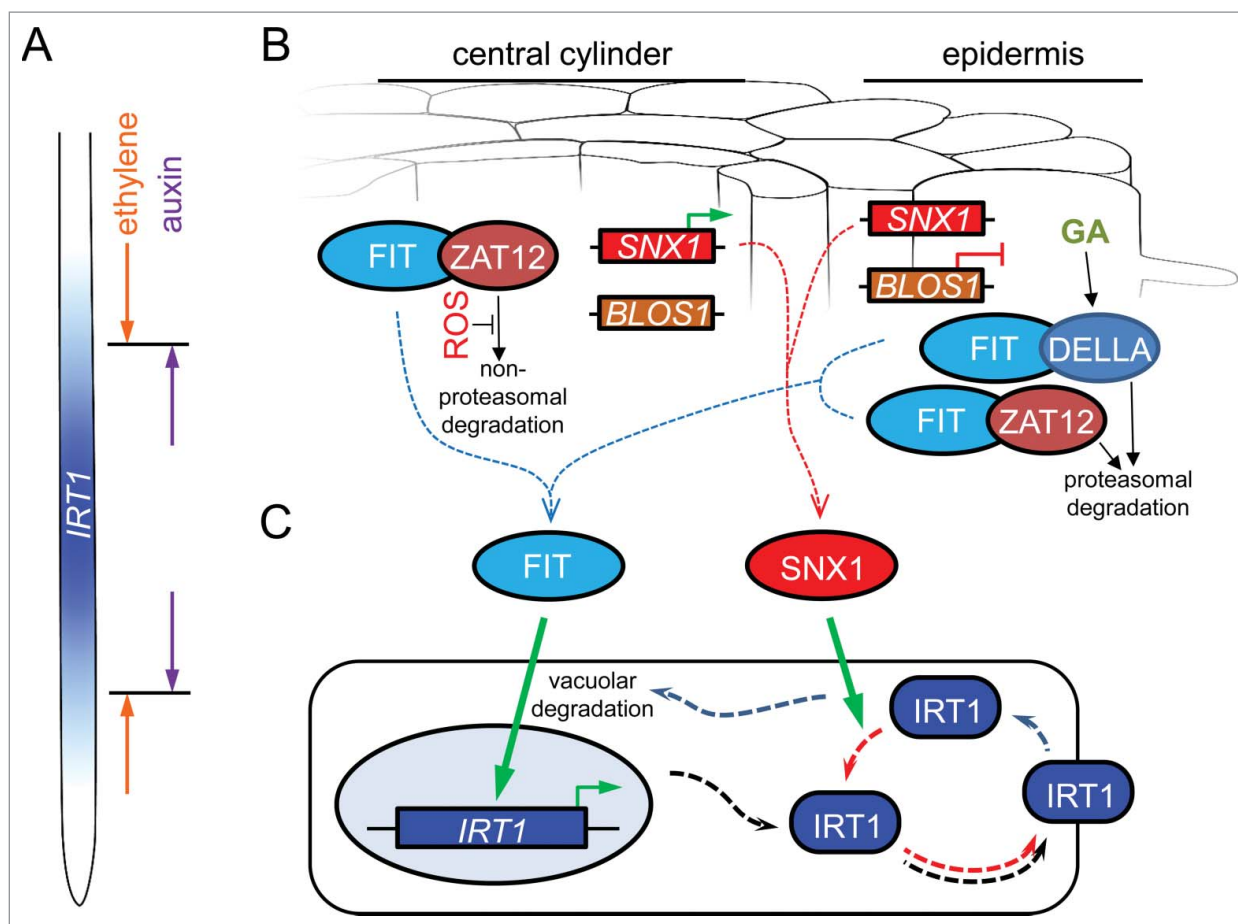 A
ethylene
auxin
IRT1
B
central cylinder
epidermis
FIT
ZAT12
ROS
non-
proteasomal
degradation
SNX1
BLOS1
SNX1
BLOS1
GA
FIT
DELLA
FIT
ZAT12
proteasomal
degradation
C
FIT
SNX1
vacuolar
degradation
IRT1
IRT1
IRT1
IRT1